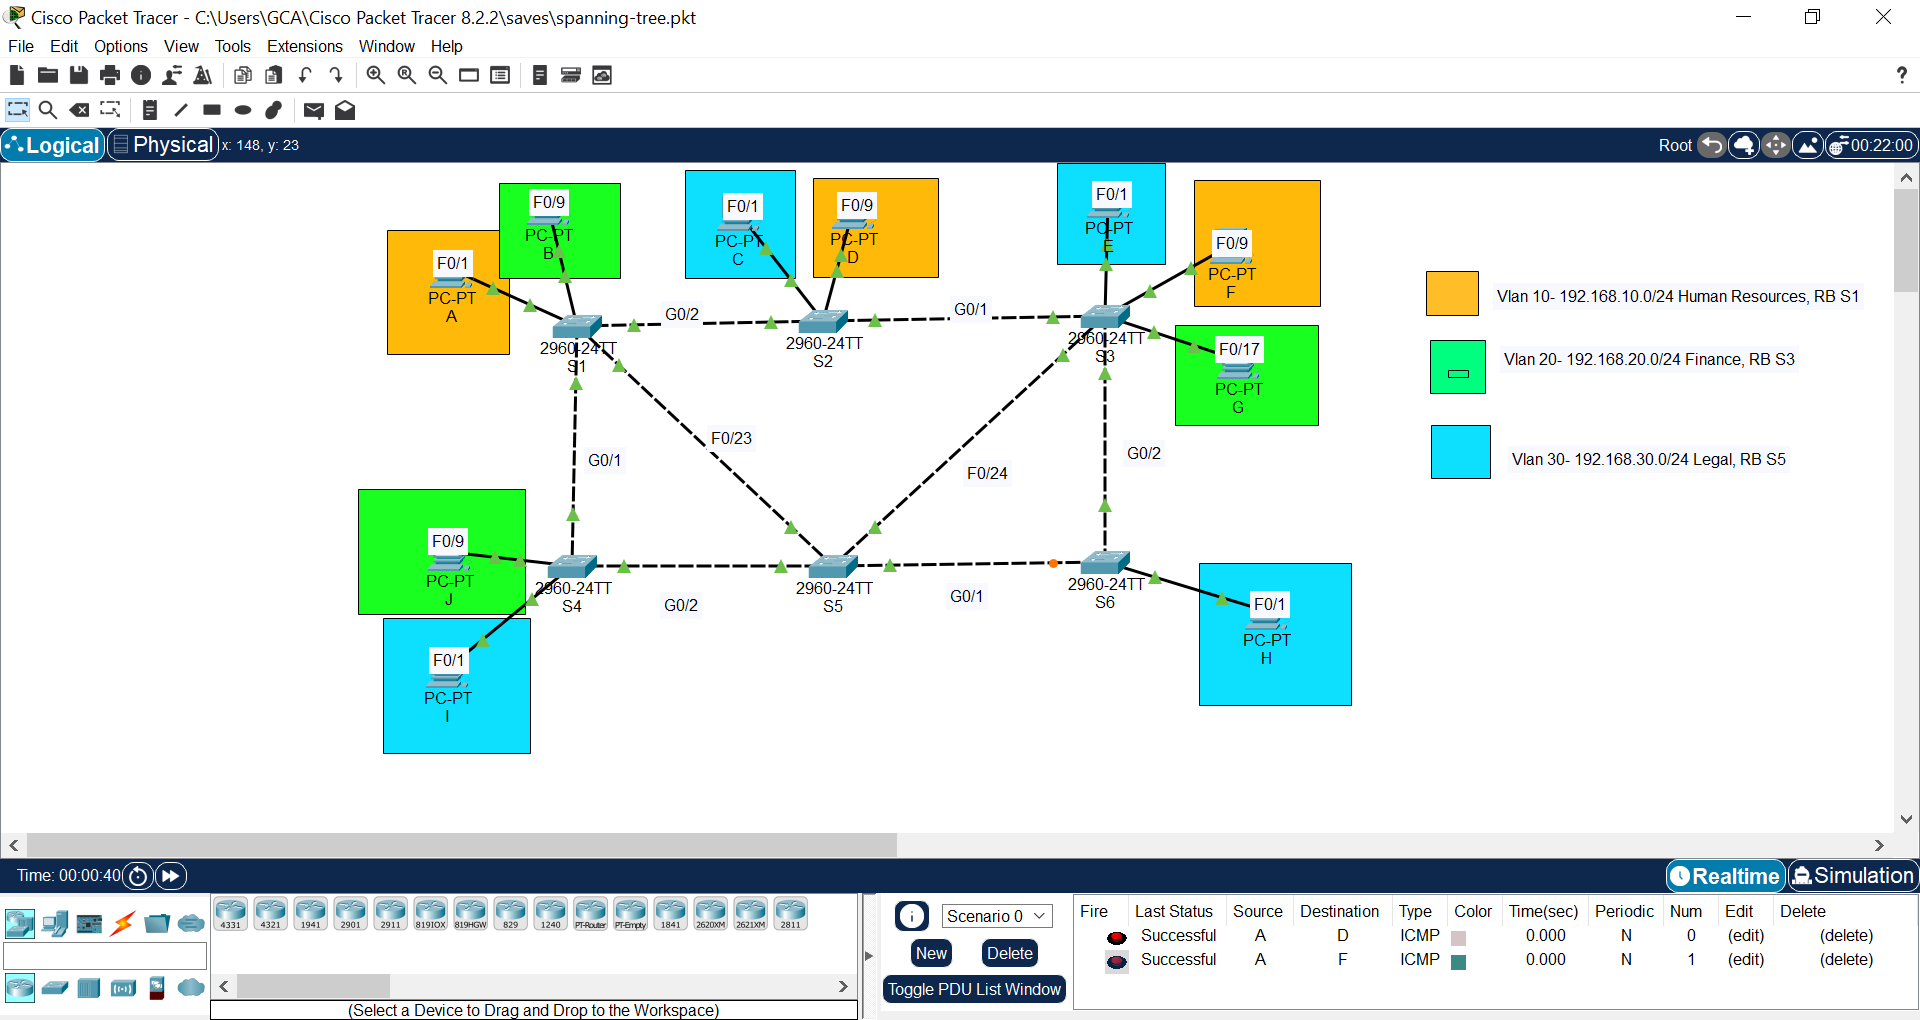 Cisco Packet Tracer - C:\Users\GCA\Cisco Packet Tracer 8.2.2\saves\spanning-tree.pkt
File Edit Options View Tools Extensions Window Help
?
Logical Physical x: 148, y: 23 Root 00:22:00
F0/9
PC-PT
B
F0/1
PC-PT
A
F0/1
PC-PT
C
F0/9
PC-PT
D
F0/1
PC-PT
E
F0/9
PC-PT
F
F0/17
PC-PT
G
Vlan 10- 192.168.10.0/24 Human Resources, RB S1
Vlan 20- 192.168.20.0/24 Finance, RB S3
Vlan 30- 192.168.30.0/24 Legal, RB S5
2960-24TT
S1
G0/2
2960-24TT
S2
G0/1
2960-24TT
S3
F0/23
G0/1
F0/24
G0/2
F0/9
PC-PT
J
F0/1
PC-PT
I
2960-24TT
S4
G0/2
2960-24TT
S5
G0/1
2960-24TT
S6
F0/1
PC-PT
H
Time: 00:00:40 Realtime Simulation
4331 4321 1941 2901 2911 819IOX 819HGW 829 1240 PT-Router PT-Empty 1841 2620XM 2621XM 2811
(Select a Device to Drag and Drop to the Workspace)
Scenario 0
New Delete
Toggle PDU List Window
Fire Last Status Source Destination Type Color Time(sec) Periodic Num Edit Delete
Successful A D ICMP 0.000 N 0 (edit) (delete)
Successful A F ICMP 0.000 N 1 (edit) (delete)